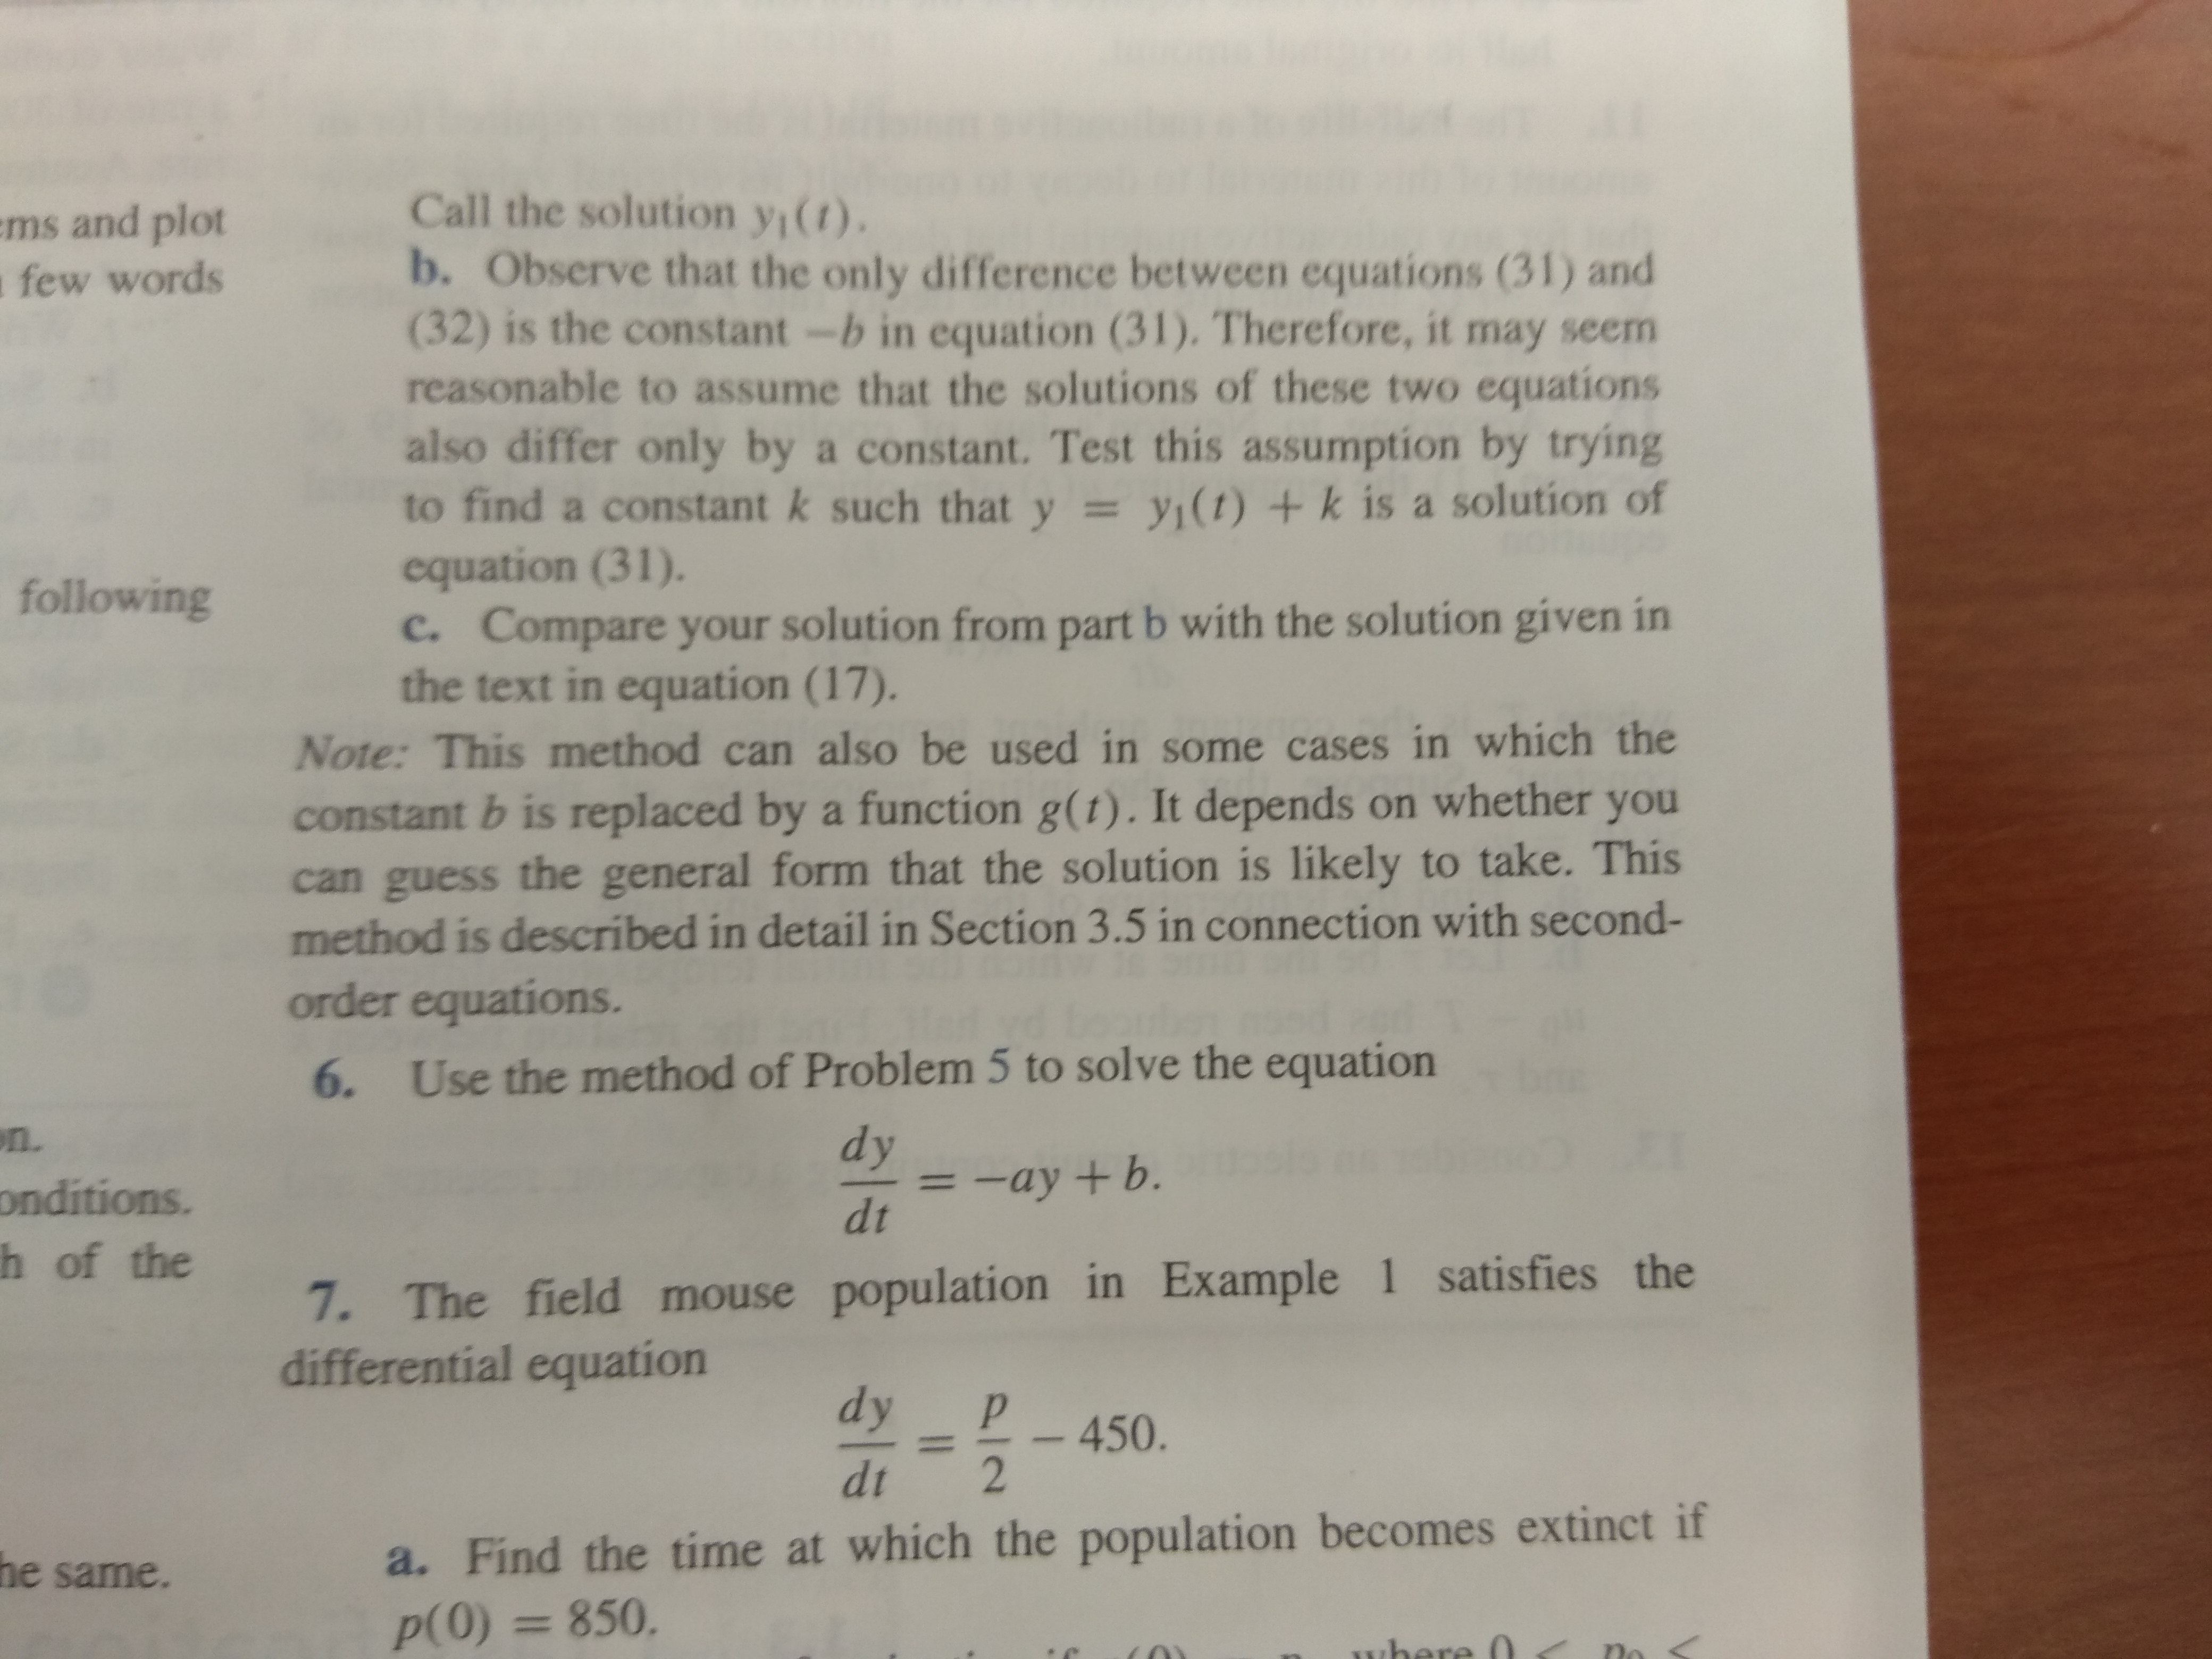 ems and plot
few words
following
on.
onditions.
h of the
he same.
Call the solution y₁(t).
b. Observe that the only difference between equations (31) and
(32) is the constant −b in equation (31). Therefore, it may seem
reasonable to assume that the solutions of these two equations
also differ only by a constant. Test this assumption by trying
to find a constant k such that y = y₁(t) + k is a solution of
equation (31).
c. Compare your solution from part b with the solution given in
the text in equation (17).
Note: This method can also be used in some cases in which the
constant b is replaced by a function g(t). It depends on whether you
can guess the general form that the solution is likely to take. This
method is described in detail in Section 3.5 in connection with second-
order equations.
6. Use the method of Problem 5 to solve the equation
dy/dt = −ay + b.
7. The field mouse population in Example 1 satisfies the
differential equation
dy/dt = p/2 − 450.
a. Find the time at which the population becomes extinct if
p(0) = 850.
where 0 < p₀ <